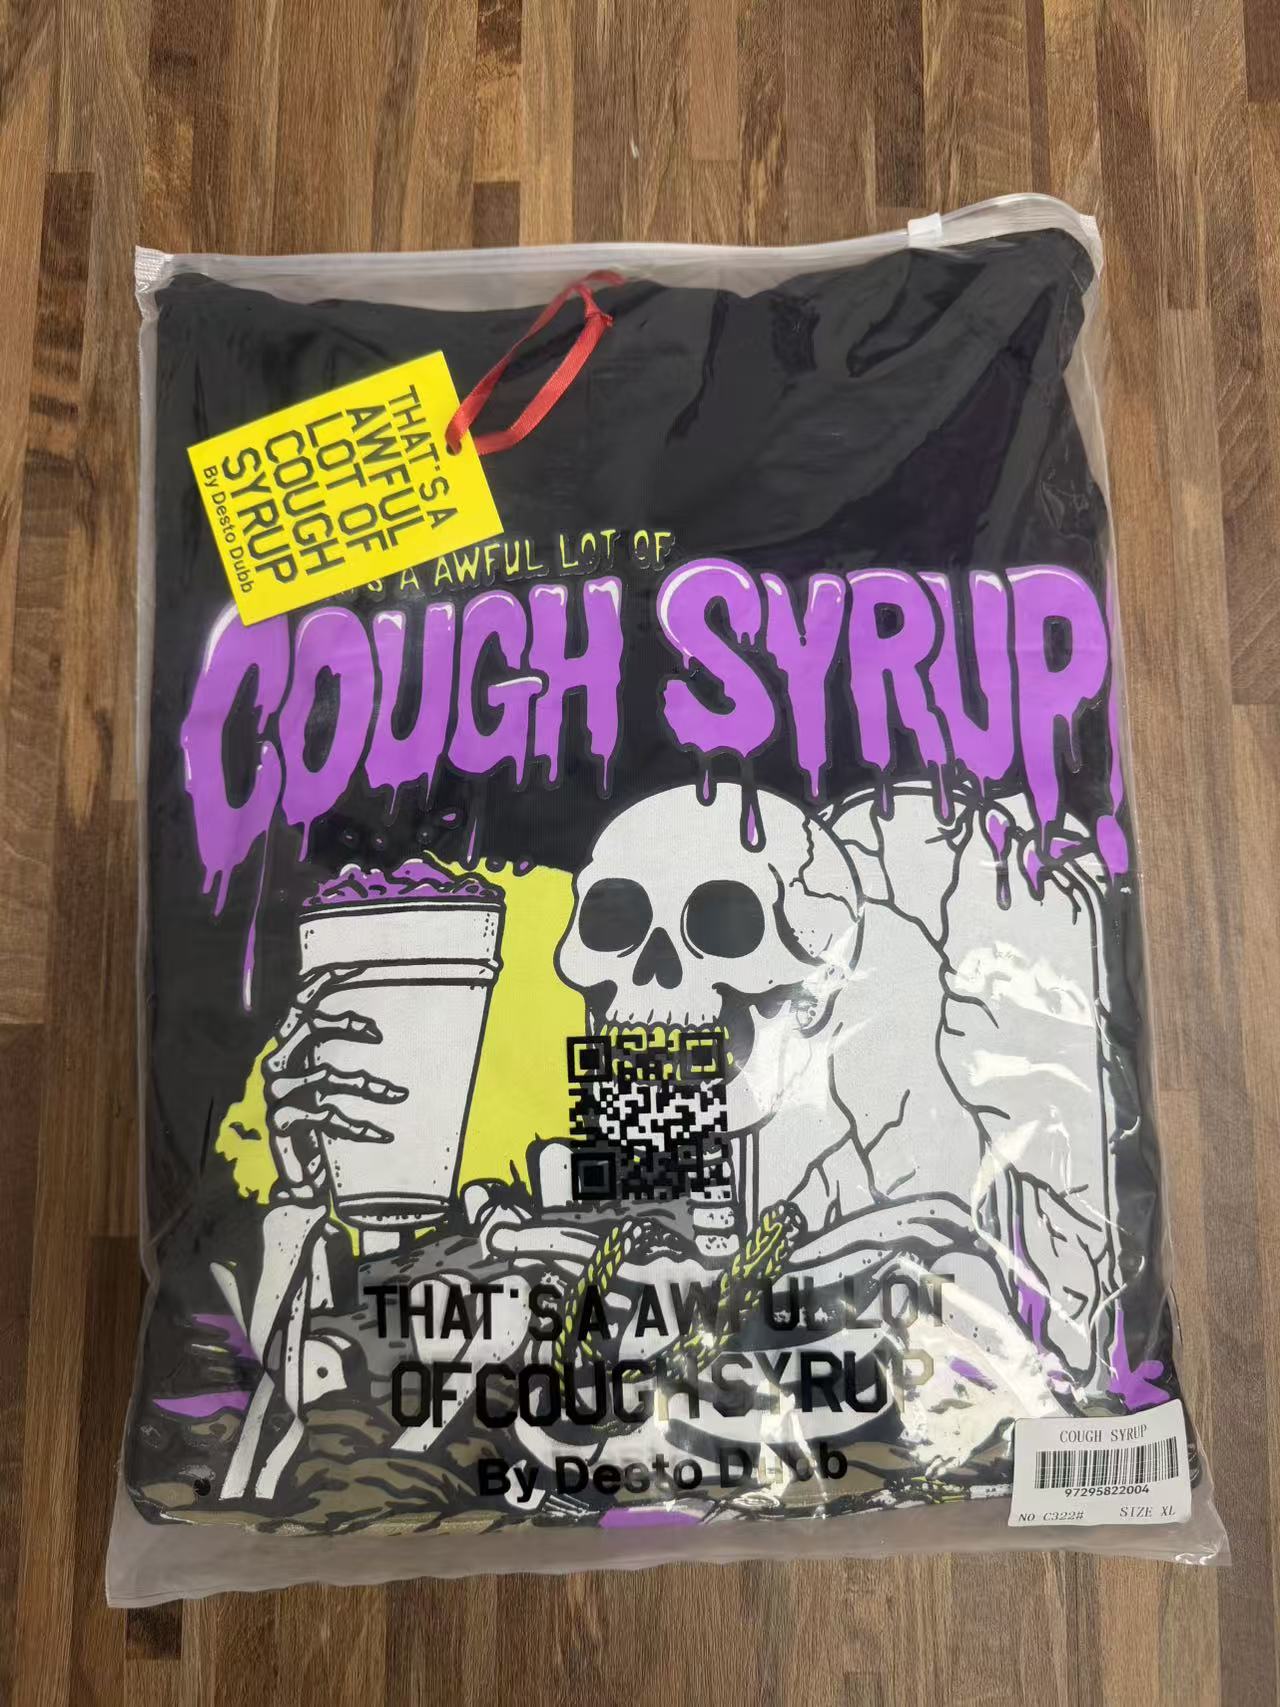 THAT'S A
AWFUL
LOT OF
COUGH
SYRUP
By Desto Dubb
S A AWFUL LOT OF
COUGH SYRUP!
THAT'S A AWFUL LOT
OF COUGH SYRUP
By Desto Dubb
COUGH SYRUP
97295822004
NO C322# SIZE XL